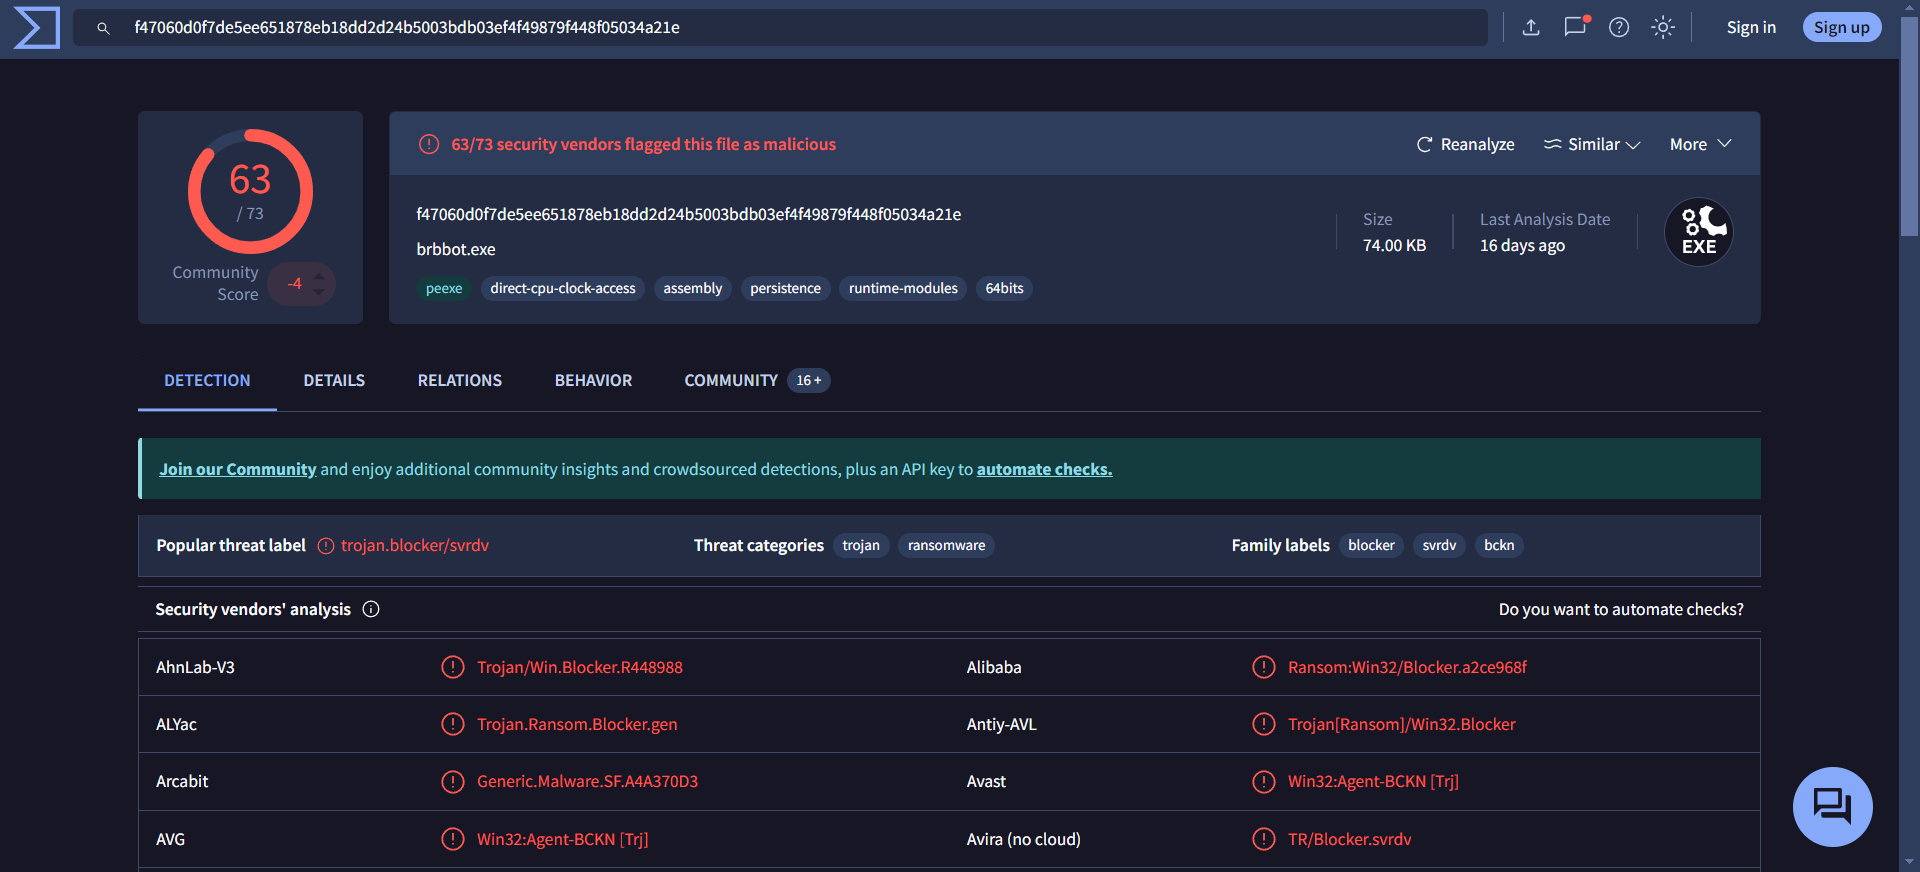 f47060d0f7de5ee651878eb18dd2d24b5003bdb03ef4f49879f448f05034a21e
Sign in
Sign up
63
/ 73
Community Score
-4
63/73 security vendors flagged this file as malicious
Reanalyze
Similar
More
f47060d0f7de5ee651878eb18dd2d24b5003bdb03ef4f49879f448f05034a21e
brbbot.exe
peexe direct-cpu-clock-access assembly persistence runtime-modules 64bits
Size
74.00 KB
Last Analysis Date
16 days ago
EXE
DETECTION DETAILS RELATIONS BEHAVIOR COMMUNITY 16 +
Join our Community and enjoy additional community insights and crowdsourced detections, plus an API key to automate checks.
Popular threat label trojan.blocker/svrdv Threat categories trojan ransomware Family labels blocker svrdv bckn
Security vendors' analysis Do you want to automate checks?
AhnLab-V3 Trojan/Win.Blocker.R448988 Alibaba Ransom:Win32/Blocker.a2ce968f
ALYac Trojan.Ransom.Blocker.gen Antiy-AVL Trojan[Ransom]/Win32.Blocker
Arcabit Generic.Malware.SF.A4A370D3 Avast Win32:Agent-BCKN [Trj]
AVG Win32:Agent-BCKN [Trj] Avira (no cloud) TR/Blocker.svrdv